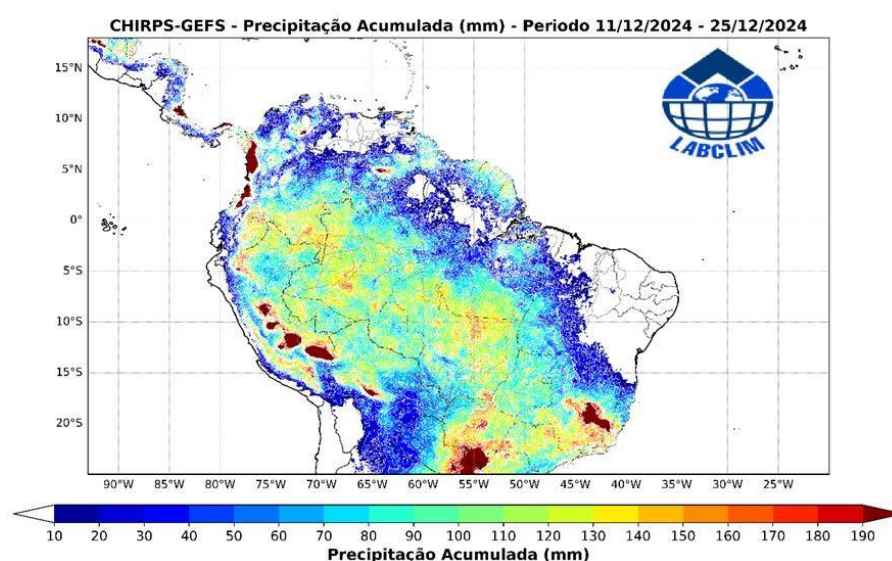 CHIRPS-GEFS - Precipitação Acumulada (mm) - Periodo 11/12/2024 - 25/12/2024
LABCLIM
15°N
10°N
5°N
0°
5°S
10°S
15°S
20°S
90°W 85°W 80°W 75°W 70°W 65°W 60°W 55°W 50°W 45°W 40°W 35°W 30°W 25°W
10 20 30 40 50 60 70 80 90 100 110 120 130 140 150 160 170 180 190
Precipitação Acumulada (mm)